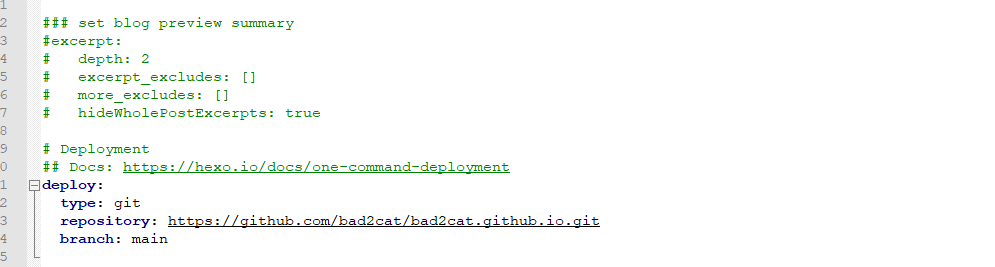 1
2 ### set blog preview summary
3 #excerpt:
4 #   depth: 2
5 #   excerpt_excludes: []
6 #   more_excludes: []
7 #   hideWholePostExcerpts: true
8
9 # Deployment
0 ## Docs: https://hexo.io/docs/one-command-deployment
1 deploy:
2   type: git
3   repository: https://github.com/bad2cat/bad2cat.github.io.git
4   branch: main
5